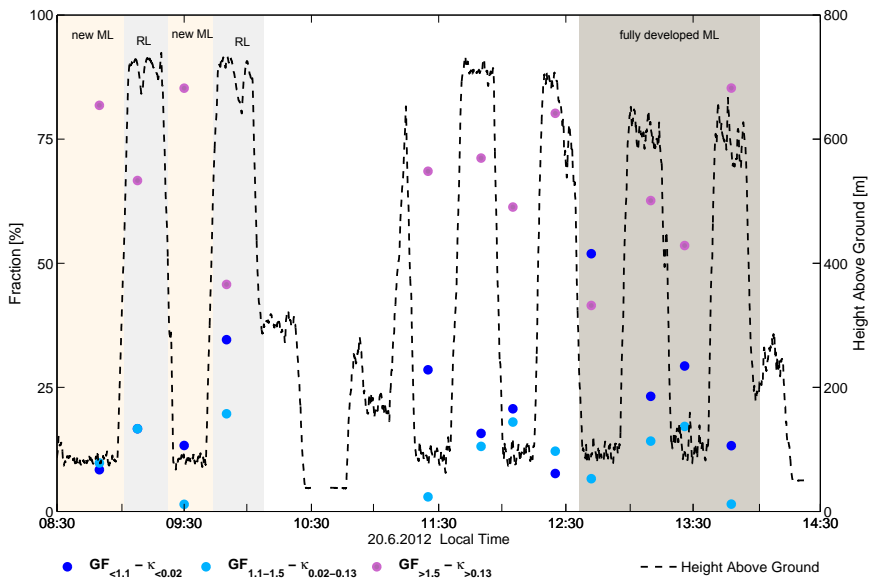 100
800
new ML
RL
new ML
RL
fully developed ML
75
600
Fraction [%]
50
400
Height Above Ground [m]
25
200
0
0
08:30
09:30
10:30
11:30
12:30
13:30
14:30
20.6.2012 Local Time
GF<1.1 − κ<0.02
GF1.1−1.5 − κ0.02−0.13
GF>1.5 − κ>0.13
Height Above Ground